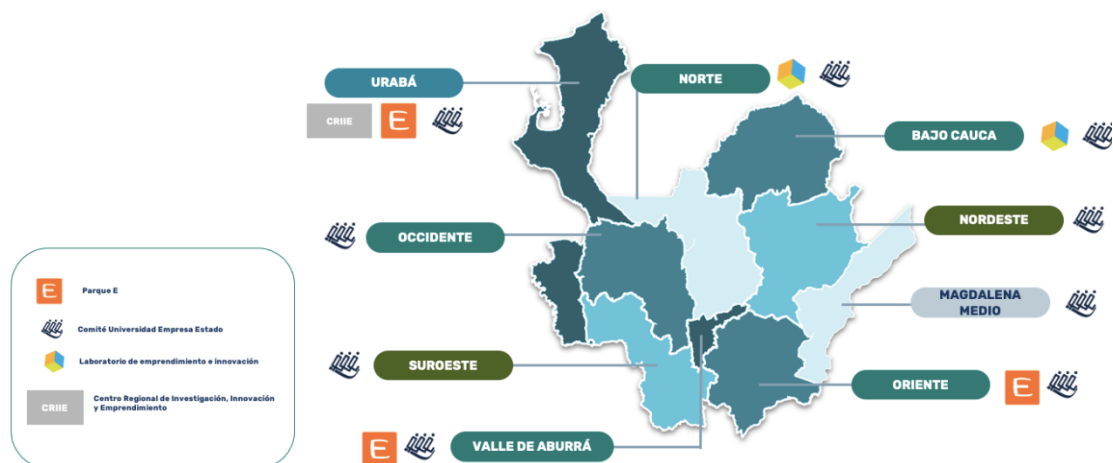 URABÁ
CRIIE
E
NORTE
BAJO CAUCA
OCCIDENTE
NORDESTE
MAGDALENA
MEDIO
SUROESTE
ORIENTE
E
E
VALLE DE ABURRÁ
E
Parque E
Comité Universidad Empresa Estado
Laboratorio de emprendimiento e innovación
CRIIE
Centro Regional de Investigación, Innovación
y Emprendimiento